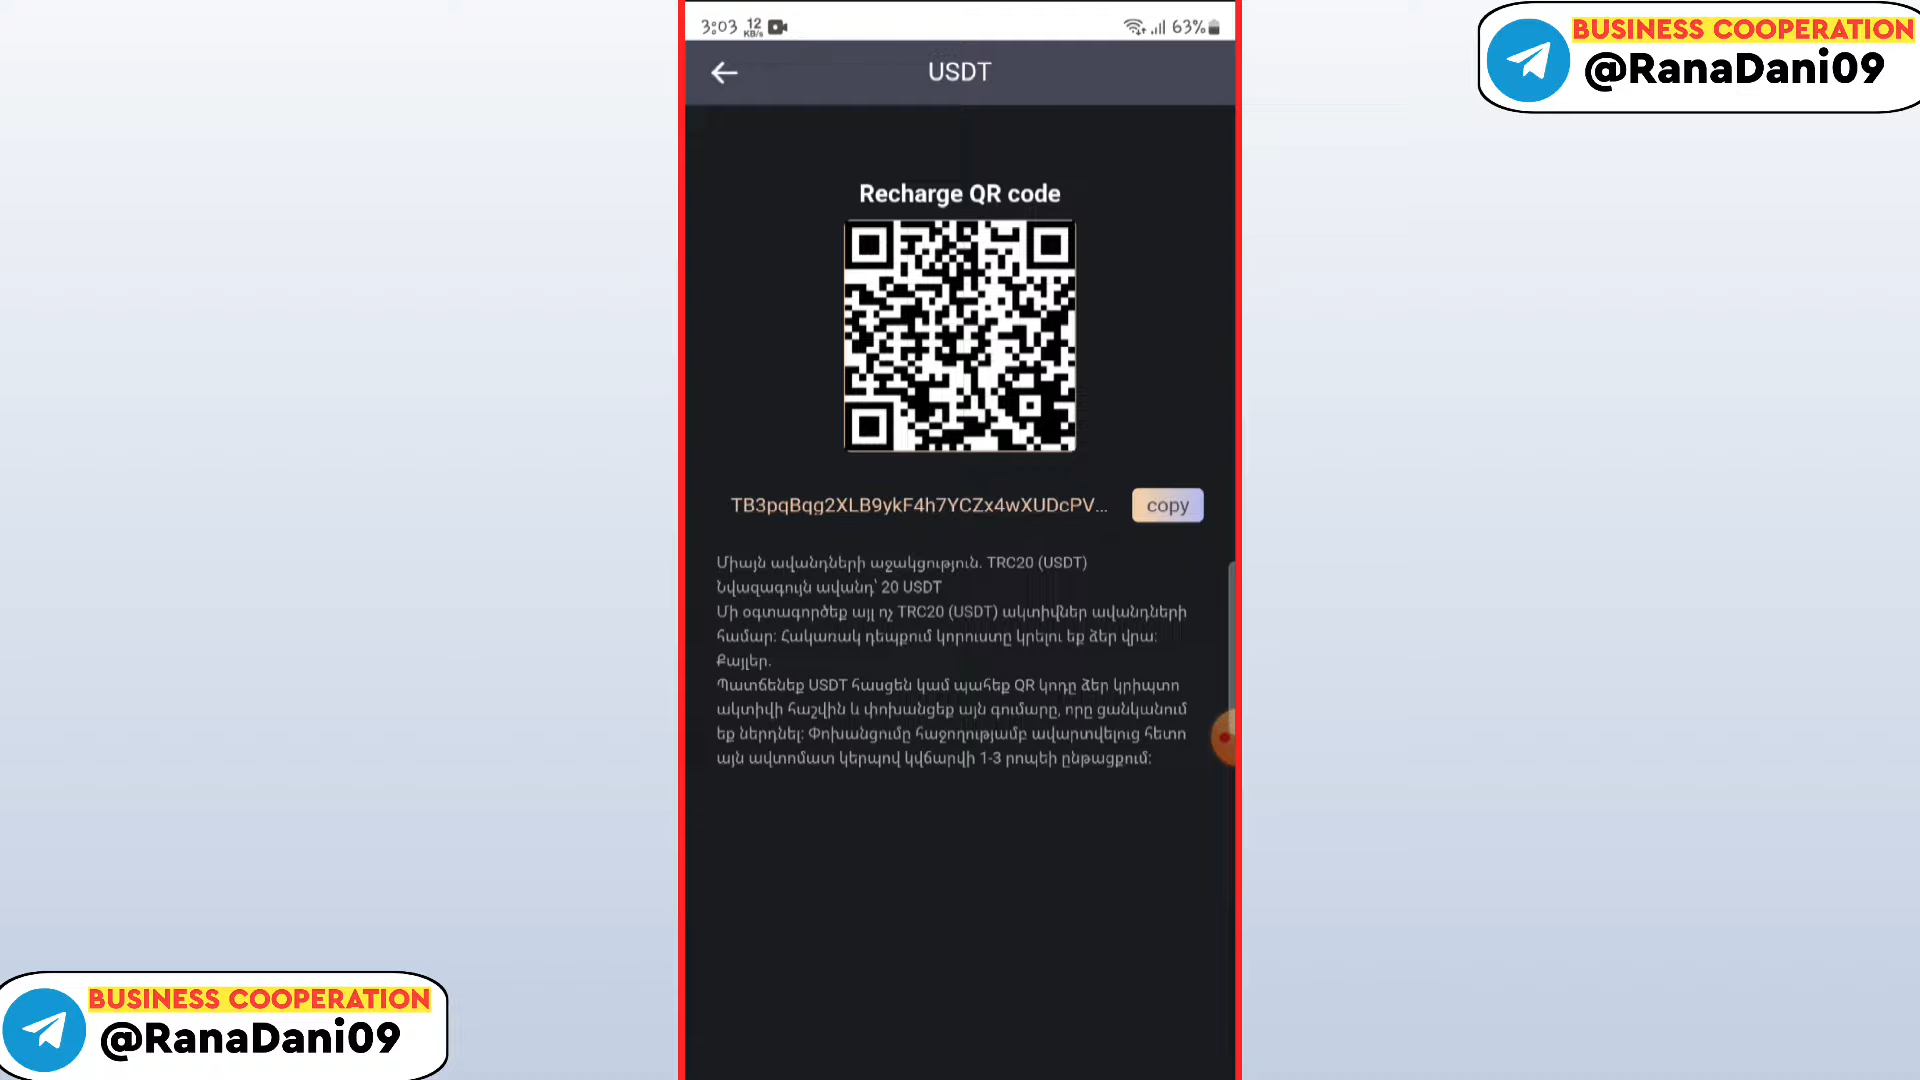 3:03 12 KB/s 63%
BUSINESS COOPERATION
@RanaDani09
USDT
Recharge QR code
TB3pqBqg2XLB9ykF4h7YCZx4wXUDcPV... copy
Միայն ավանդների աջակցություն. TRC20 (USDT)
Նվազագույն ավանդ՝ 20 USDT
Մի օգտագործեք այլ ոչ TRC20 (USDT) ակտիվներ ավանդների
համար: Հակառակ դեպքում կորուստը կրելու եք ձեր վրա:
Քայլեր.
Պատճենեք USDT հասցեն կամ պահեք QR կոդը ձեր կրիպտո
ակտիվի հաշվին և փոխանցեք այն գումարը, որը ցանկանում
եք ներդնել: Փոխանցումը հաջողությամբ ավարտվելուց հետո
այն ավտոմատ կերպով կվճարվի 1-3 րոպեի ընթացքում:
BUSINESS COOPERATION
@RanaDani09